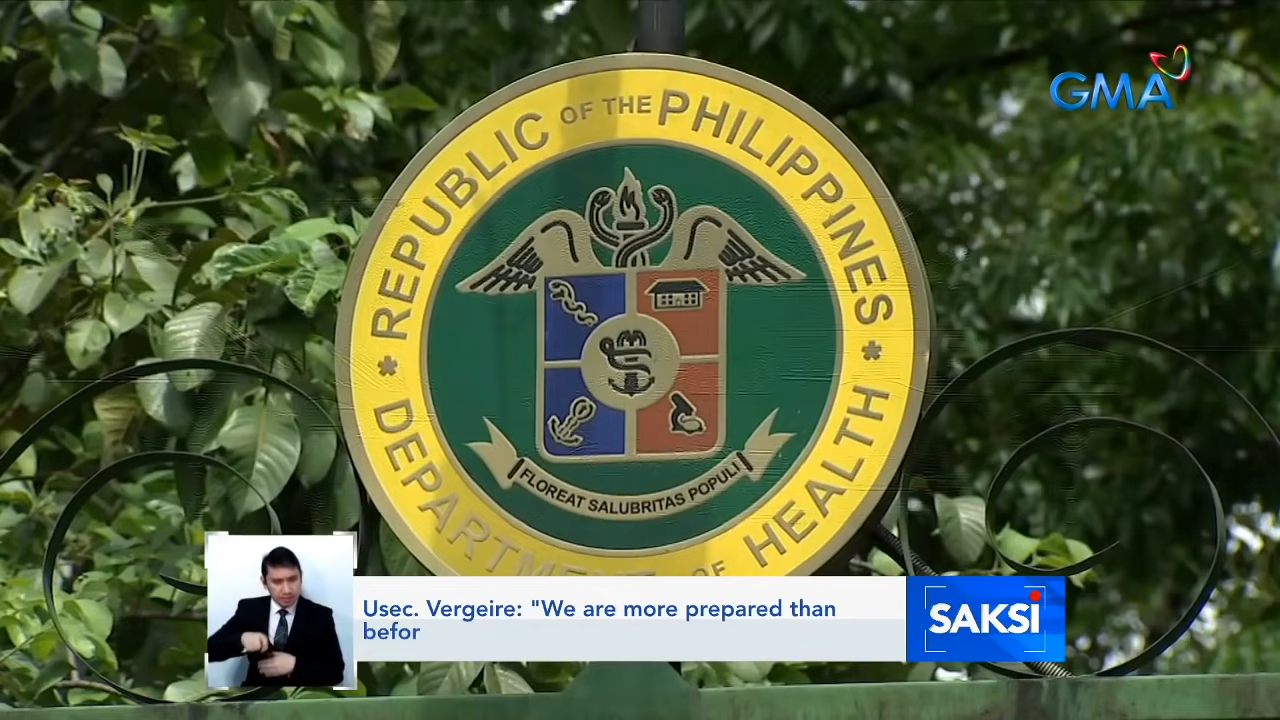 GMA
REPUBLIC OF THE PHILIPPINES
* DEPARTMENT OF HEALTH *
FLOREAT SALUBRITAS POPULI
Usec. Vergeire: "We are more prepared than
befor
SAKSI